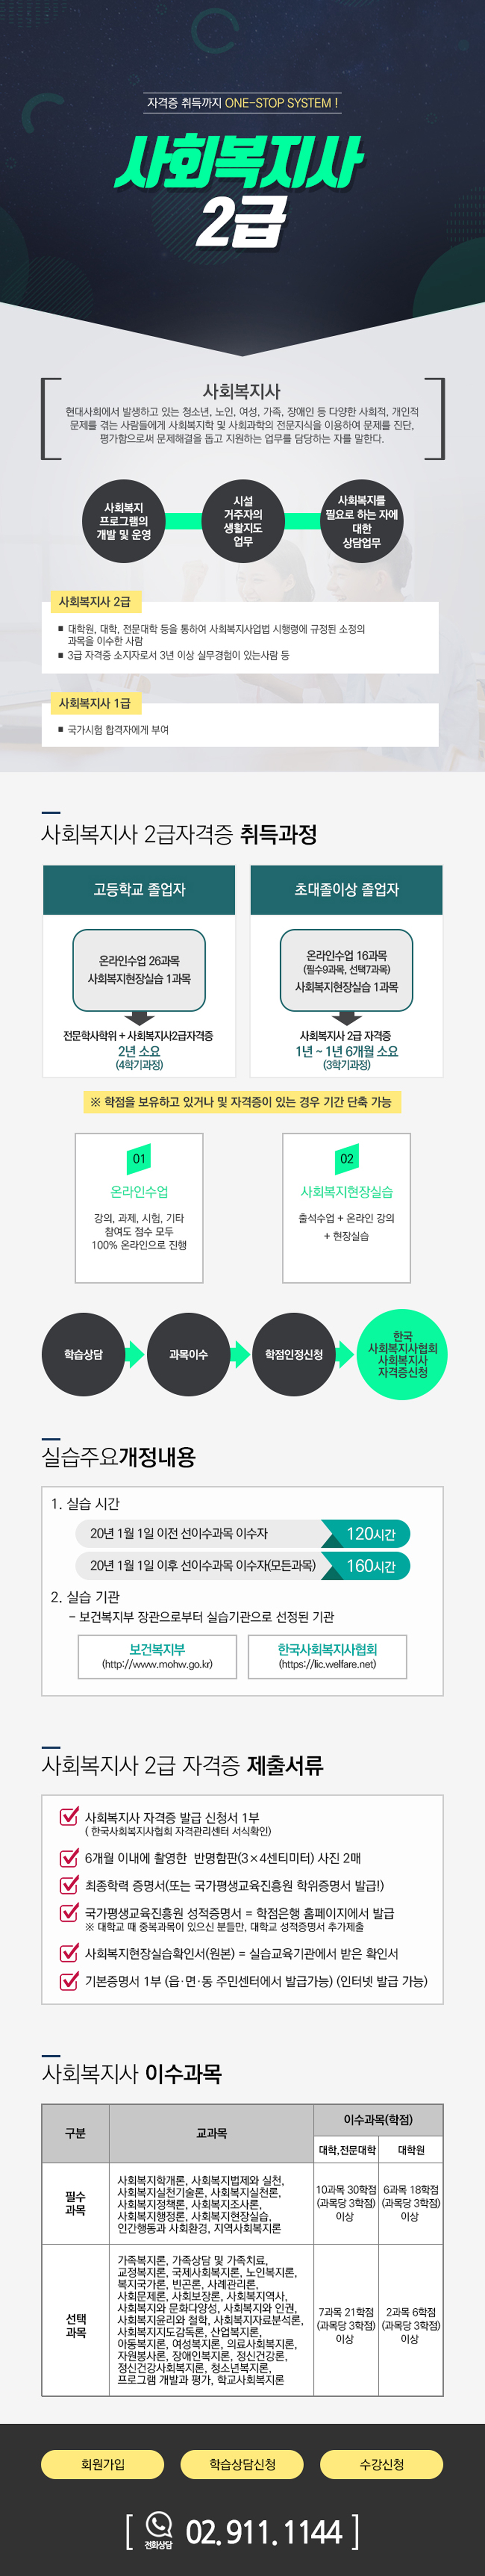 자격증 취득까지 ONE-STOP SYSTEM !
사회복지사
2급
사회복지사
현대사회에서 발생하고 있는 청소년, 노인, 여성, 가족, 장애인 등 다양한 사회적, 개인적
문제를 겪는 사람들에게 사회복지학 및 사회과학의 전문지식을 이용하여 문제를 진단,
평가함으로써 문제해결을 돕고 지원하는 업무를 담당하는 자를 말한다.
사회복지
프로그램의
개발 및 운영
시설
거주자의
생활지도
업무
사회복지를
필요로 하는 자에
대한
상담업무
사회복지사 2급
■ 대학원, 대학, 전문대학 등을 통하여 사회복지사업법 시행령에 규정된 소정의
과목을 이수한 사람
■ 3급 자격증 소지자로서 3년 이상 실무경험이 있는사람 등
사회복지사 1급
■ 국가시험 합격자에게 부여
사회복지사 2급자격증 취득과정
고등학교 졸업자
온라인수업 26과목
사회복지현장실습 1과목
전문학사학위 + 사회복지사2급자격증
2년 소요
(4학기과정)
초대졸이상 졸업자
온라인수업 16과목
(필수9과목, 선택7과목)
사회복지현장실습 1과목
사회복지사 2급 자격증
1년 ~ 1년 6개월 소요
(3학기과정)
※ 학점을 보유하고 있거나 및 자격증이 있는 경우 기간 단축 가능
01
온라인수업
강의, 과제, 시험, 기타
참여도 점수 모두
100% 온라인으로 진행
02
사회복지현장실습
출석수업 + 온라인 강의
+ 현장실습
학습상담
과목이수
학점인정신청
한국
사회복지사협회
사회복지사
자격증신청
실습주요개정내용
1. 실습 시간
20년 1월 1일 이전 선이수과목 이수자 120시간
20년 1월 1일 이후 선이수과목 이수자(모든과목) 160시간
2. 실습 기관
- 보건복지부 장관으로부터 실습기관으로 선정된 기관
보건복지부
(http://www.mohw.go.kr)
한국사회복지사협회
(https://lic.welfare.net)
사회복지사 2급 자격증 제출서류
사회복지사 자격증 발급 신청서 1부
( 한국사회복지사협회 자격관리센터 서식확인)
6개월 이내에 촬영한 반명함판(3×4센티미터) 사진 2매
최종학력 증명서(또는 국가평생교육진흥원 학위증명서 발급!)
국가평생교육진흥원 성적증명서 = 학점은행 홈페이지에서 발급
※ 대학교 때 중복과목이 있으신 분들만, 대학교 성적증명서 추가제출
사회복지현장실습확인서(원본) = 실습교육기관에서 받은 확인서
기본증명서 1부 (읍·면·동 주민센터에서 발급가능) (인터넷 발급 가능)
사회복지사 이수과목
구분 교과목 이수과목(학점)
대학,전문대학 대학원
필수
과목
사회복지학개론, 사회복지법제와 실천,
사회복지실천기술론, 사회복지실천론,
사회복지정책론, 사회복지조사론,
사회복지행정론, 사회복지현장실습,
인간행동과 사회환경, 지역사회복지론
10과목 30학점
(과목당 3학점)
이상
6과목 18학점
(과목당 3학점)
이상
선택
과목
가족복지론, 가족상담 및 가족치료,
교정복지론, 국제사회복지론, 노인복지론,
복지국가론, 빈곤론, 사례관리론,
사회문제론, 사회보장론, 사회복지역사,
사회복지와 문화다양성, 사회복지와 인권,
사회복지윤리와 철학, 사회복지자료분석론,
사회복지지도감독론, 산업복지론,
아동복지론, 여성복지론, 의료사회복지론,
자원봉사론, 장애인복지론, 정신건강론,
정신건강사회복지론, 청소년복지론,
프로그램 개발과 평가, 학교사회복지론
7과목 21학점
(과목당 3학점)
이상
2과목 6학점
(과목당 3학점)
이상
회원가입
학습상담신청
수강신청
[ 전화상담 02. 911. 1144 ]